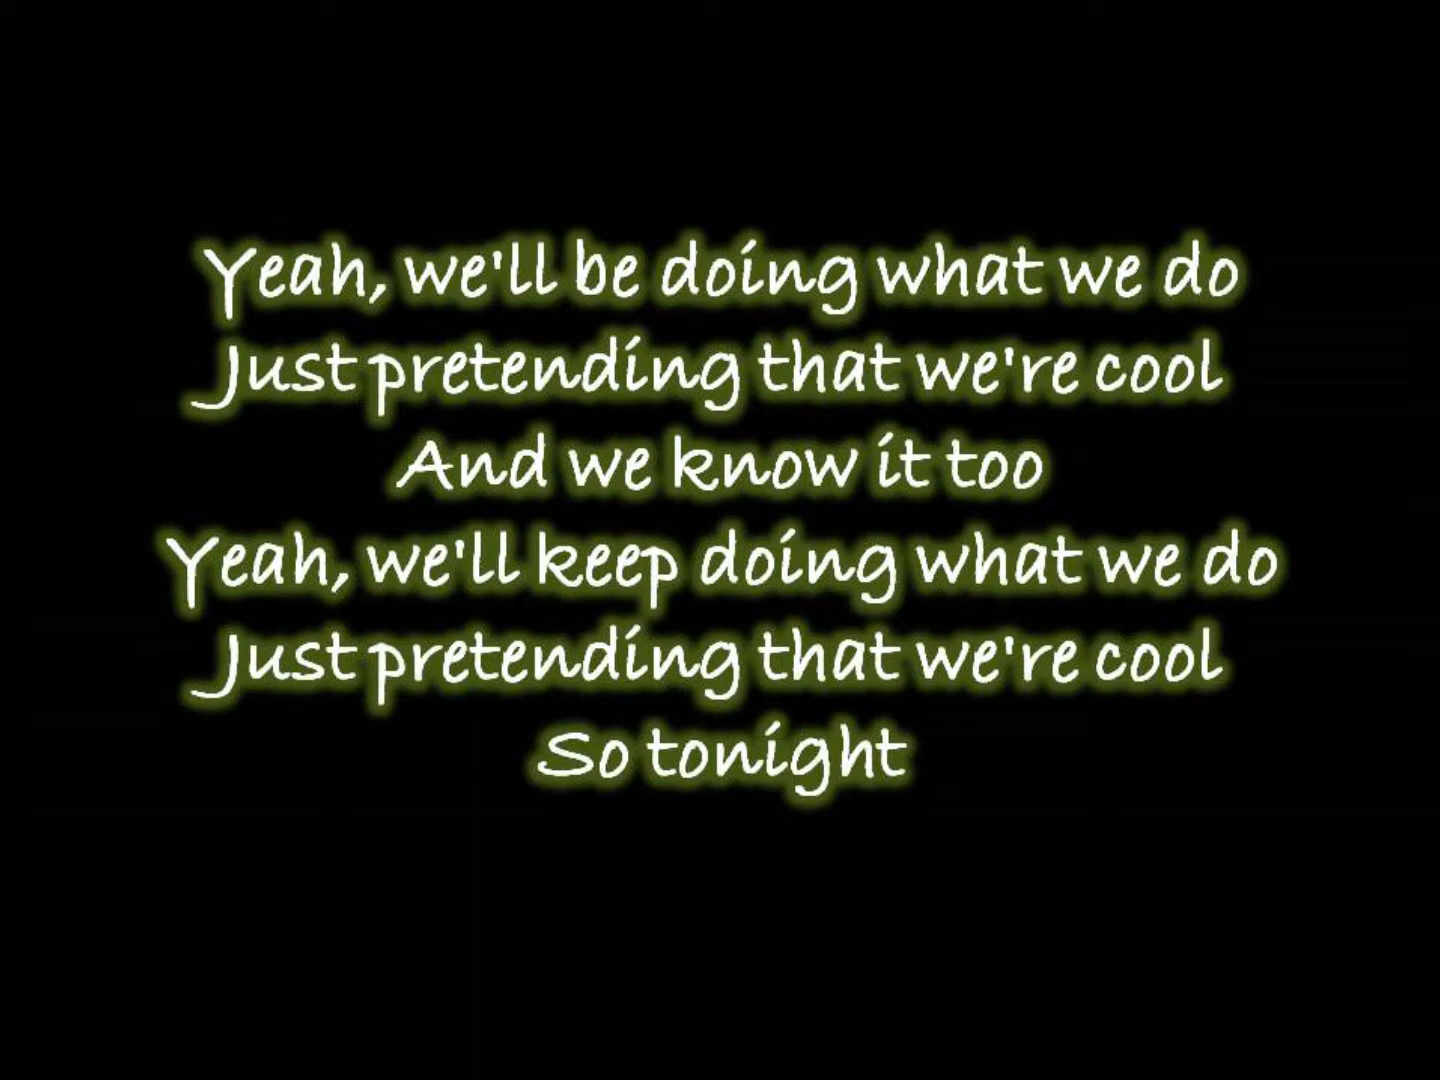 Yeah, we'll be doing what we do
Just pretending that we're cool
And we know it too
Yeah, we'll keep doing what we do
Just pretending that we're cool
So tonight